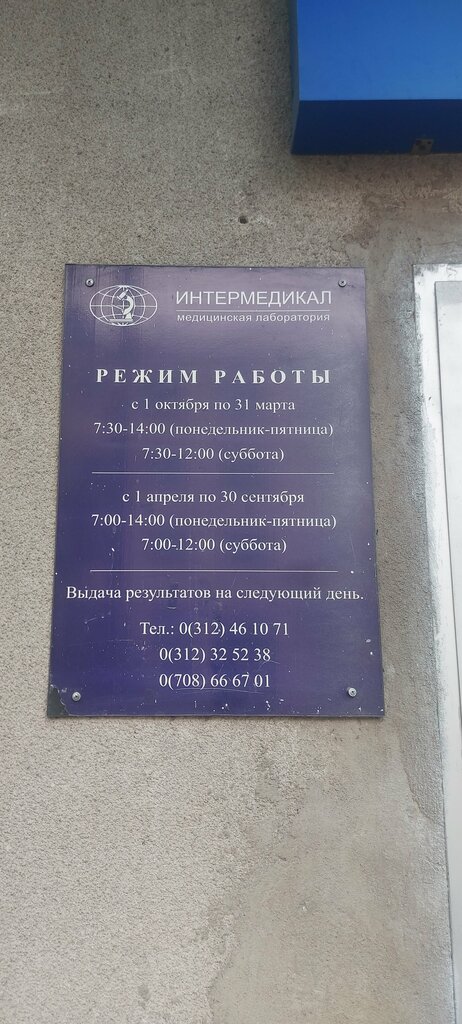 ИНТЕРМЕДИКАЛ
медицинская лаборатория
РЕЖИМ РАБОТЫ
с 1 октября по 31 марта
7:30-14:00 (понедельник-пятница)
7:30-12:00 (суббота)
с 1 апреля по 30 сентября
7:00-14:00 (понедельник-пятница)
7:00-12:00 (суббота)
Выдача результатов на следующий день.
Тел.: 0(312) 46 10 71
0(312) 32 52 38
0(708) 66 67 01